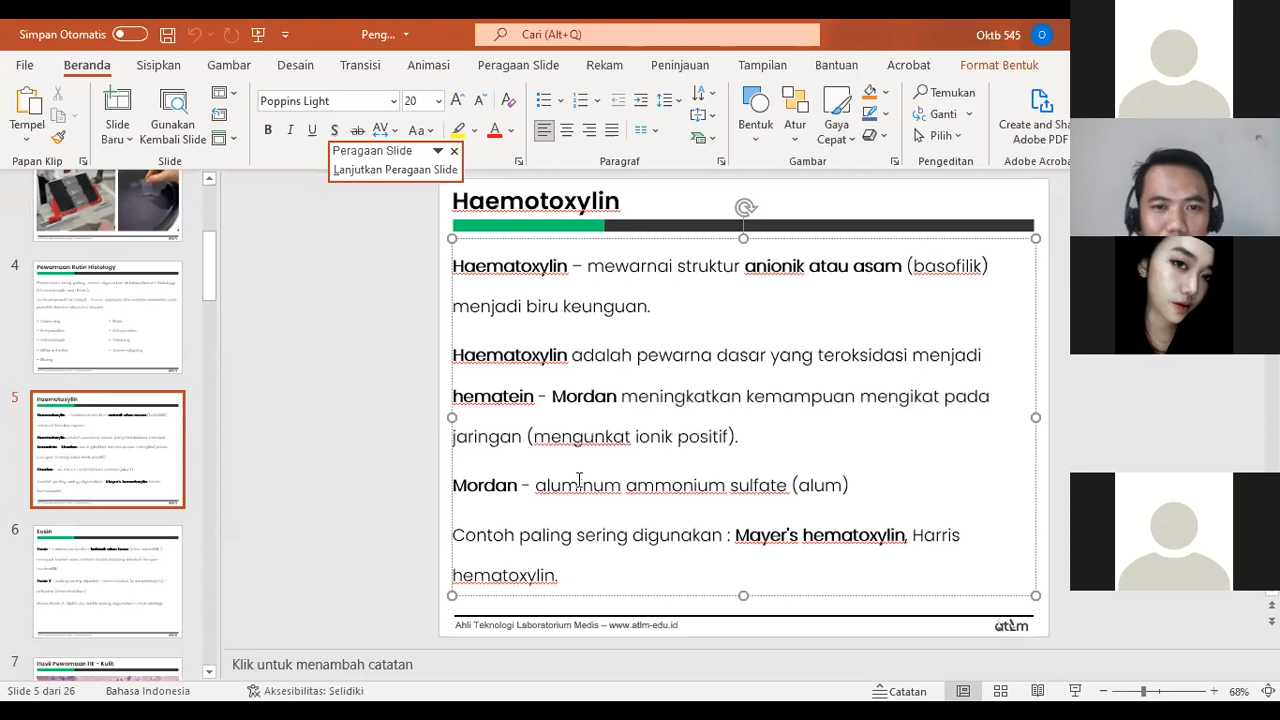 Simpan Otomatis
Peng...
Cari (Alt+Q)
Oktb 545
O
File
Beranda
Sisipkan
Gambar
Desain
Transisi
Animasi
Peragaan Slide
Rekam
Peninjauan
Tampilan
Bantuan
Acrobat
Format Bentuk
Tempel
Slide Baru
Gunakan Kembali Slide
Poppins Light
20
Bentuk
Atur
Gaya Cepat
Temukan
Ganti
Pilih
Create and Sha
Adobe PDF
Papan Klip
Slide
Paragraf
Pengeditan
Adobe
Peragaan Slide
Lanjutkan Peragaan Slide
4
Pewarnaan Rutin Histology
5
Haemotoxylin
6
Eosin
7
Hasil Pewarnaan HE - Kulit
Haemotoxylin
Haematoxylin – mewarnai struktur anionik atau asam (basofilik)
menjadi biru keunguan.
Haematoxylin adalah pewarna dasar yang teroksidasi menjadi
hematein - Mordan meningkatkan kemampuan mengikat pada
jaringan (mengunkat ionik positif).
Mordan - aluminum ammonium sulfate (alum)
Contoh paling sering digunakan : Mayer's hematoxylin, Harris
hematoxylin
Ahli Teknologi Laboratorium Medis – www.atlm-edu.id
atlm
Klik untuk menambah catatan
Slide 5 dari 26
Bahasa Indonesia
Aksesibilitas: Selidiki
Catatan
68%